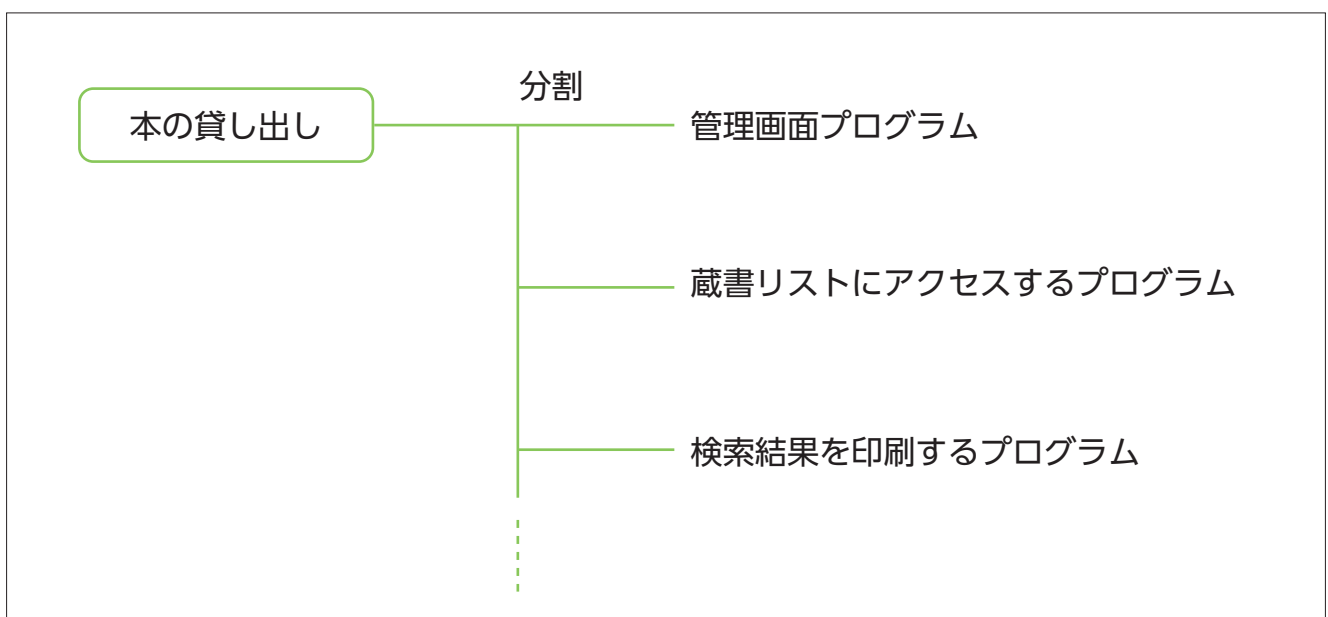 分割
本の貸し出し
管理画面プログラム
蔵書リストにアクセスするプログラム
検索結果を印刷するプログラム